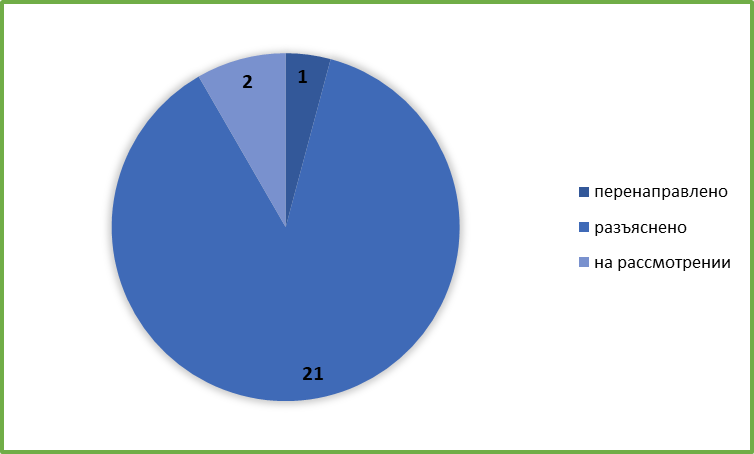 2
1
21
перенаправлено
разъяснено
на рассмотрении